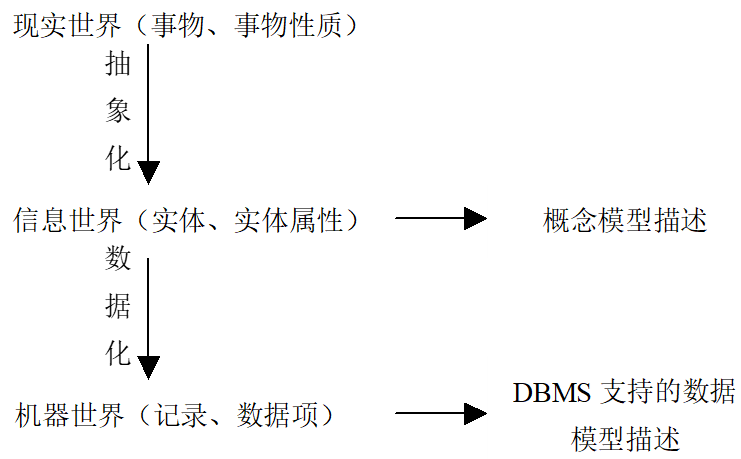 现实世界（事物、事物性质）
抽
象
化
信息世界（实体、实体属性）
概念模型描述
数
据
化
机器世界（记录、数据项）
DBMS 支持的数据
模型描述